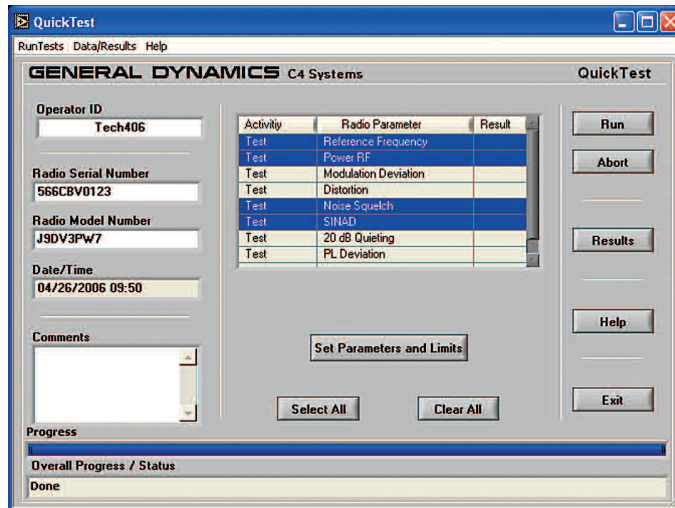 QuickTest
RunTests Data/Results Help
GENERAL DYNAMICS C4 Systems
QuickTest
Operator ID
Tech406
Radio Serial Number
566CBV0123
Radio Model Number
J9DV3PW7
Date/Time
04/26/2006 09:50
Comments
Activitiy Radio Parameter Result
Test Reference Frequency
Test Power RF
Test Modulation Deviation
Test Distortion
Test Noise Squelch
Test SINAD
Test 20 dB Quieting
Test PL Deviation
Set Parameters and Limits
Select All Clear All
Run
Abort
Results
Help
Exit
Progress
Overall Progress / Status
Done